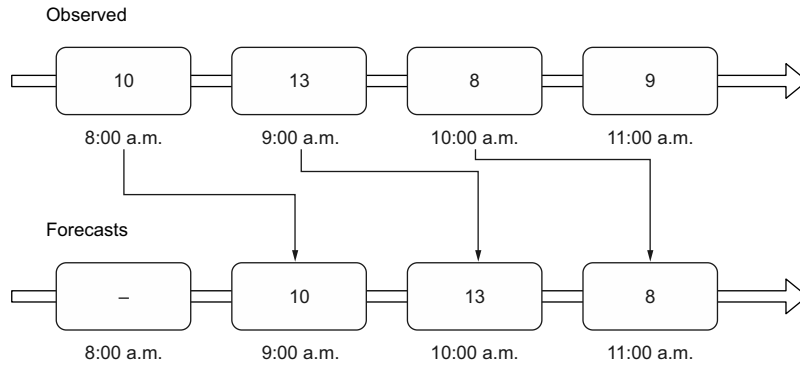 Observed
10 13 8 9
8:00 a.m. 9:00 a.m. 10:00 a.m. 11:00 a.m.
Forecasts
– 10 13 8
8:00 a.m. 9:00 a.m. 10:00 a.m. 11:00 a.m.